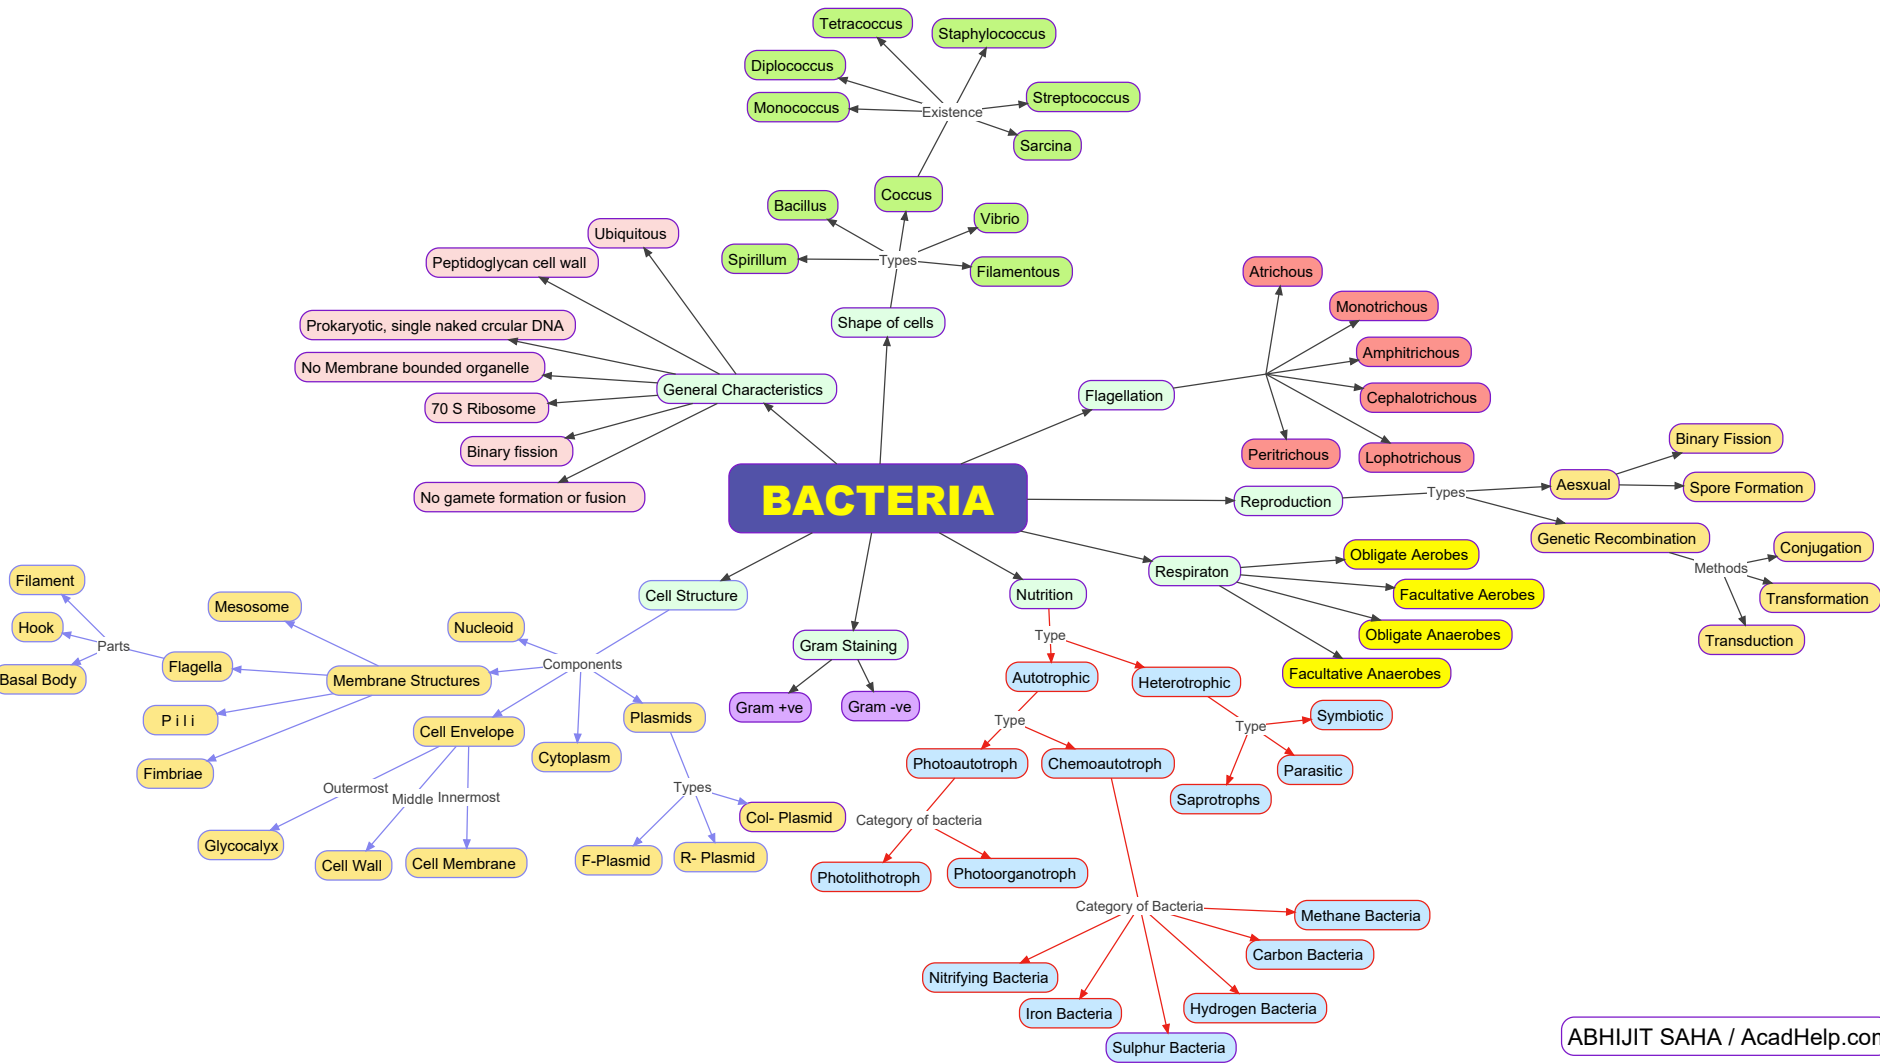 Tetracoccus
Staphylococcus
Diplococcus
Monococcus
Streptococcus
Existence
Sarcina
Coccus
Bacillus
Vibrio
Spirillum
Types
Filamentous
Shape of cells
Ubiquitous
Peptidoglycan cell wall
Prokaryotic, single naked crcular DNA
No Membrane bounded organelle
General Characteristics
70 S Ribosome
Binary fission
No gamete formation or fusion
Atrichous
Monotrichous
Amphitrichous
Flagellation
Cephalotrichous
Peritrichous
Lophotrichous
BACTERIA
Reproduction
Types
Aesxual
Binary Fission
Spore Formation
Genetic Recombination
Methods
Conjugation
Transformation
Transduction
Respiraton
Obligate Aerobes
Facultative Aerobes
Obligate Anaerobes
Facultative Anaerobes
Cell Structure
Components
Nucleoid
Membrane Structures
Mesosome
Flagella
Parts
Filament
Hook
Basal Body
P i l i
Fimbriae
Cell Envelope
Outermost
Middle
Innermost
Glycocalyx
Cell Wall
Cell Membrane
Cytoplasm
Plasmids
Types
Col- Plasmid
F-Plasmid
R- Plasmid
Gram Staining
Gram +ve
Gram -ve
Nutrition
Type
Autotrophic
Heterotrophic
Type
Symbiotic
Parasitic
Saprotrophs
Type
Photoautotroph
Chemoautotroph
Category of bacteria
Photolithotroph
Photoorganotroph
Category of Bacteria
Methane Bacteria
Carbon Bacteria
Nitrifying Bacteria
Iron Bacteria
Hydrogen Bacteria
Sulphur Bacteria
ABHIJIT SAHA / AcadHelp.com